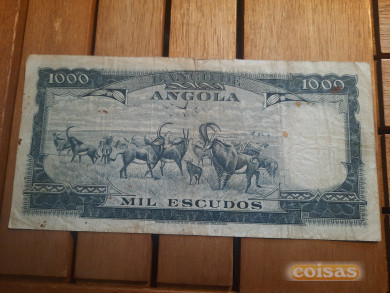 1000 BANCO DE 1000
ANGOLA
MIL ESCUDOS
coisas